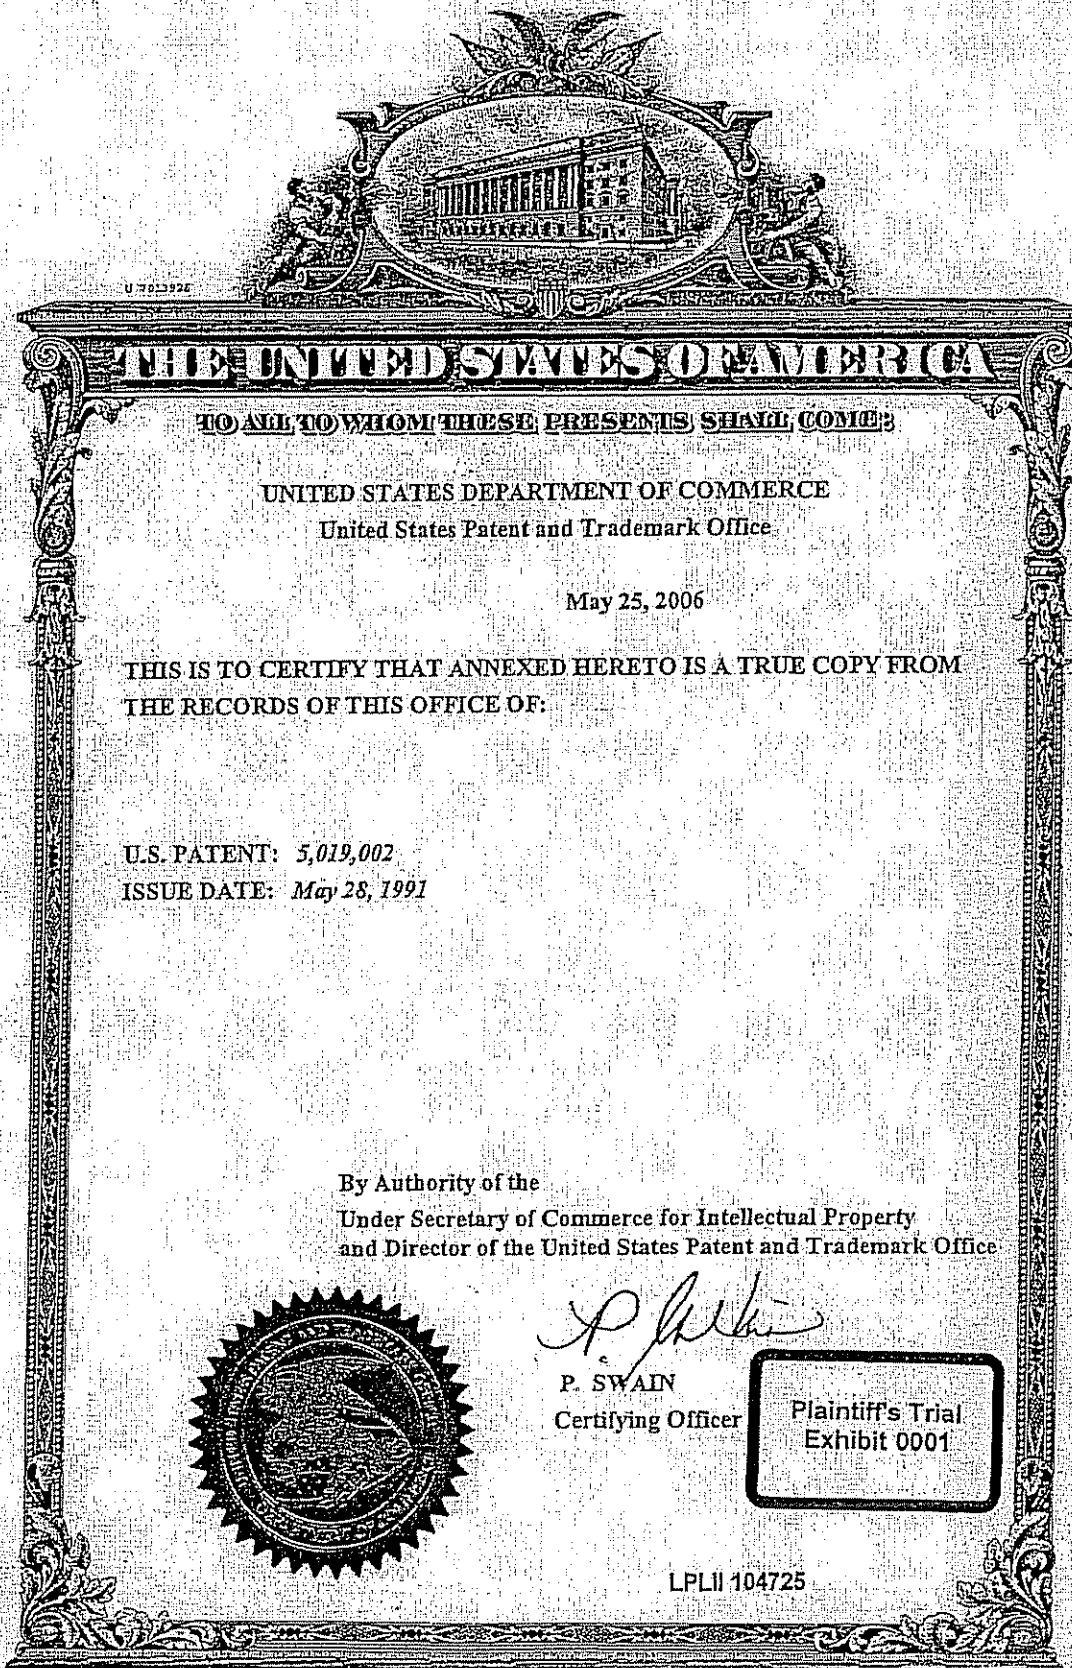 THE UNITED STATES OF AMERICA
TO ALL TO WHOM THESE PRESENTS SHALL COME:
UNITED STATES DEPARTMENT OF COMMERCE
United States Patent and Trademark Office
May 25, 2006
THIS IS TO CERTIFY THAT ANNEXED HERETO IS A TRUE COPY FROM
THE RECORDS OF THIS OFFICE OF:
U.S. PATENT: 5,019,002
ISSUE DATE: May 28, 1991
By Authority of the
Under Secretary of Commerce for Intellectual Property
and Director of the United States Patent and Trademark Office
P. Swain
P. SWAIN
Certifying Officer
Plaintiff's Trial
Exhibit 0001
LPLII 104725